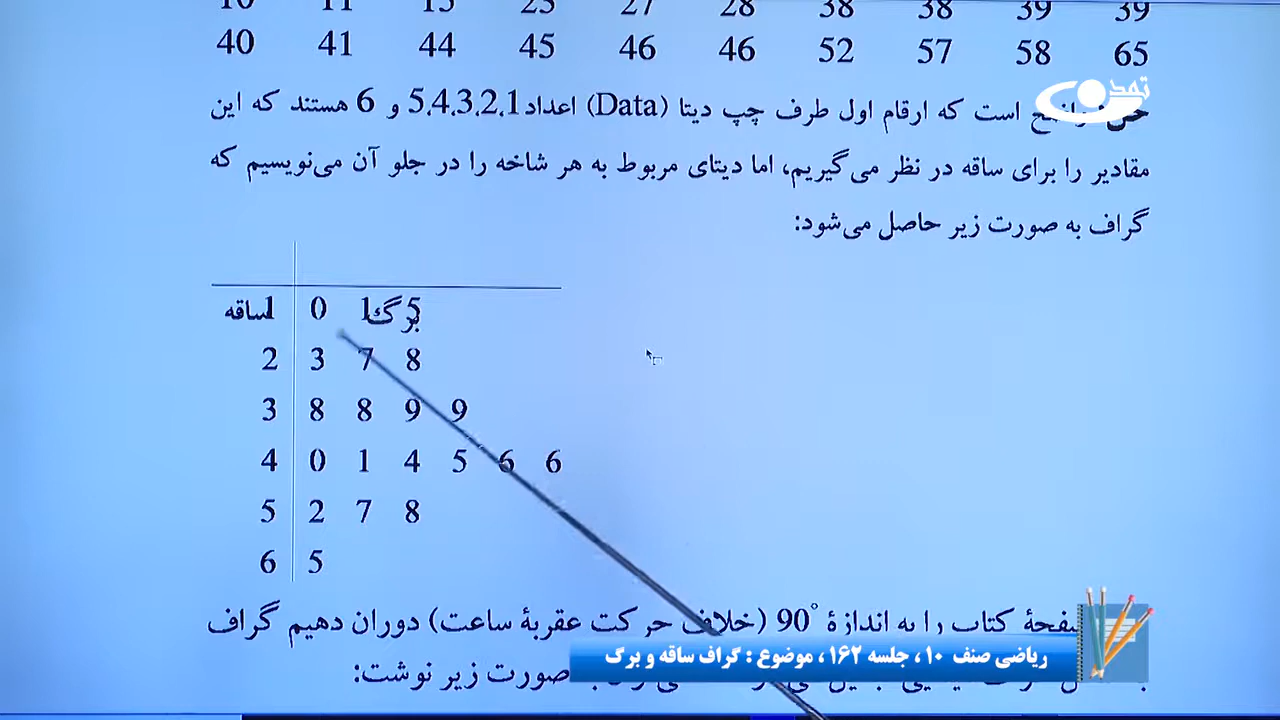 10 11 15 23 27 28 38 38 39 39
40 41 44 45 46 46 52 57 58 65
تمدن
است که ارقام اول طرف چپ دیتا (Data) اعداد 5،4،3،2،1 و 6 هستند که این
مقادیر را برای ساقه در نظر می‌گیریم، اما دیتای مربوط به هر شاخه را در جلو آن می‌نویسیم که
گراف به صورت زیر حاصل می‌شود:
ساقه برگ
1 0 1 5
2 3 7 8
3 8 8 9 9
4 0 1 4 5 6 6
5 2 7 8
6 5
صفحۀ کتاب را به اندازۀ 90° (خلاف حرکت عقربۀ ساعت) دوران دهیم گراف
صورت زیر نوشت:
ریاضی صنف ۱۰، جلسه ۱۶۲، موضوع : گراف ساقه و برگ